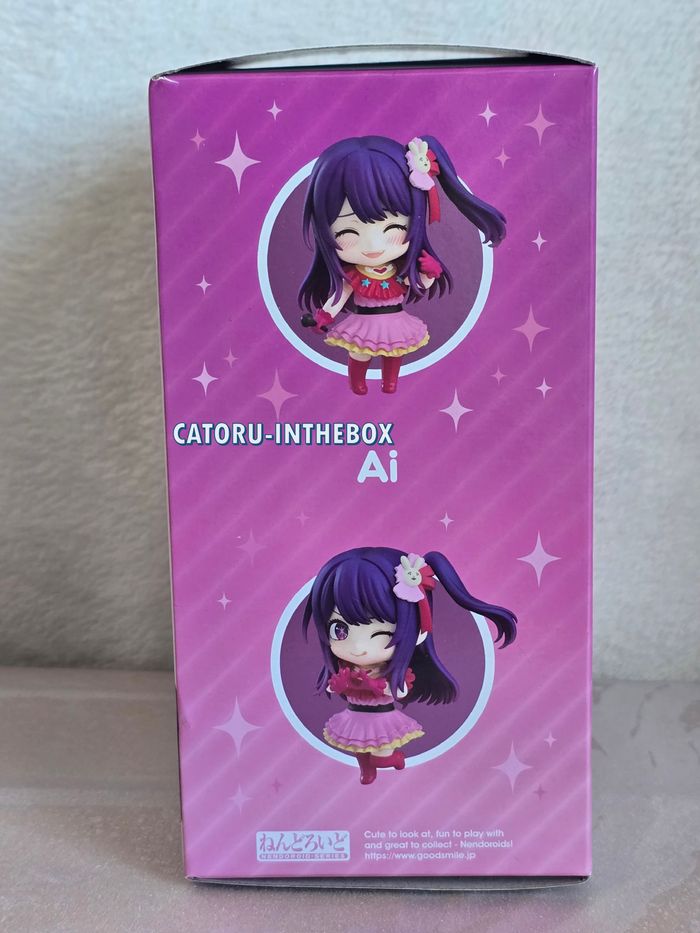 CATORU-INTHEBOX
Ai
ねんどろいど
NENDOROID-SERIES
Cute to look at, fun to play with
and great to collect - Nendoroids!
https://www.goodsmile.jp